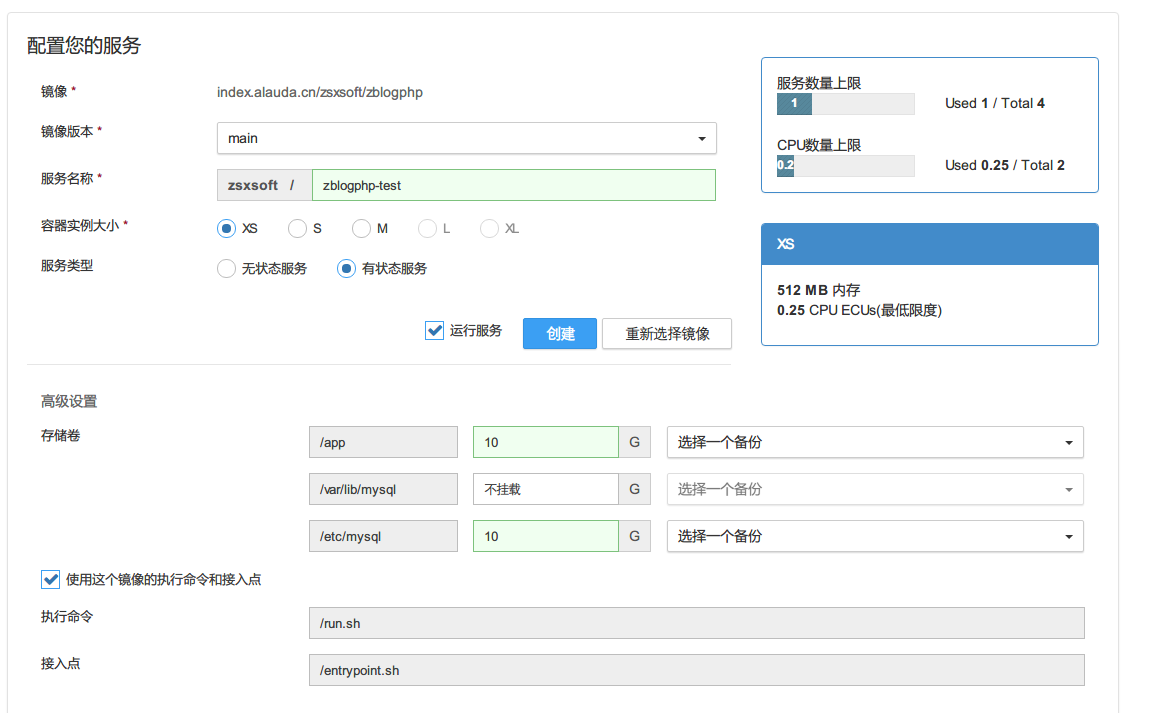 配置您的服务
镜像 * index.alauda.cn/zsxsoft/zblogphp
镜像版本 * main
服务名称 * zsxsoft / zblogphp-test
容器实例大小 * XS S M L XL
服务类型 无状态服务 有状态服务
运行服务 创建 重新选择镜像
服务数量上限
1 Used 1 / Total 4
CPU数量上限
0.2 Used 0.25 / Total 2
XS
512 MB 内存
0.25 CPU ECUs(最低限度)
高级设置
存储卷 /app 10 G 选择一个备份
/var/lib/mysql 不挂载 G 选择一个备份
/etc/mysql 10 G 选择一个备份
使用这个镜像的执行命令和接入点
执行命令 /run.sh
接入点 /entrypoint.sh